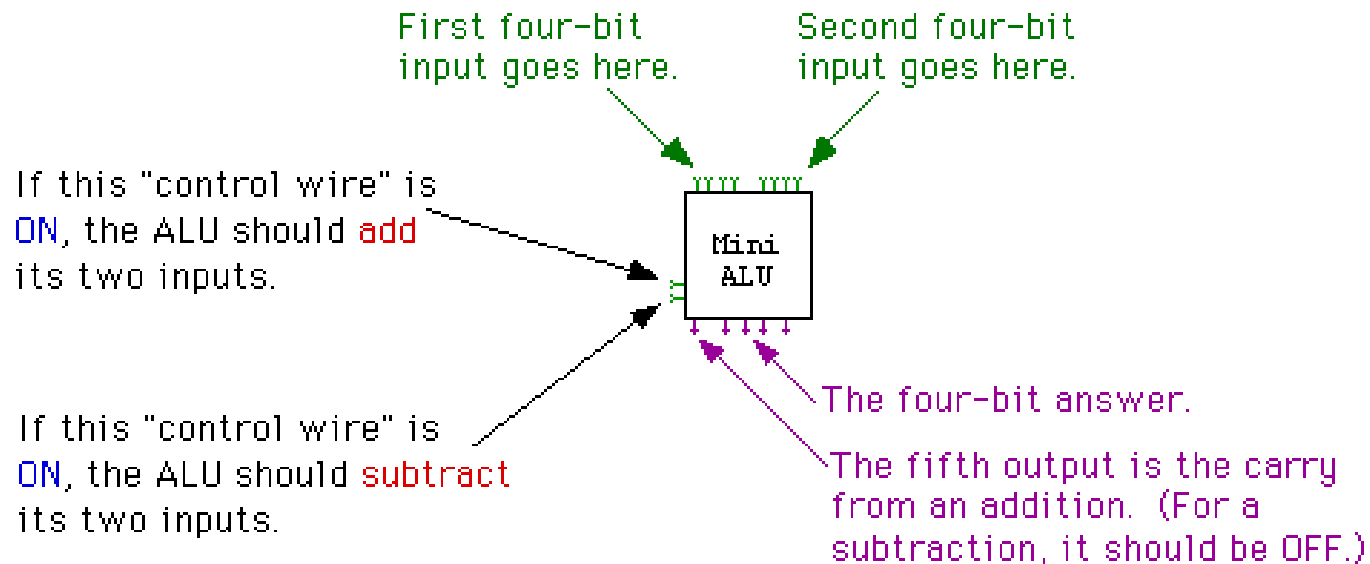 First four-bit
input goes here.
Second four-bit
input goes here.
If this "control wire" is
ON, the ALU should add
its two inputs.
Mini
ALU
If this "control wire" is
ON, the ALU should subtract
its two inputs.
The four-bit answer.
The fifth output is the carry
from an addition. (For a
subtraction, it should be OFF.)